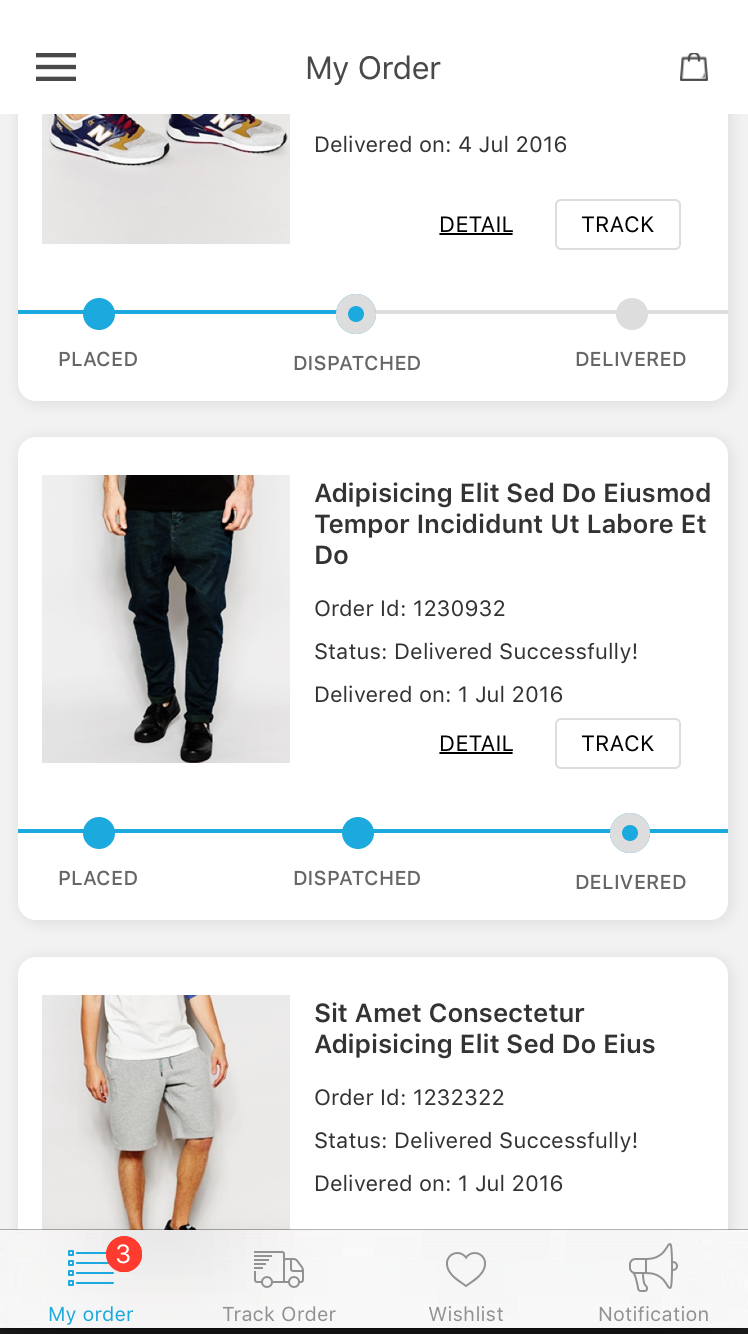 My Order
N
N
Delivered on: 4 Jul 2016
DETAIL
TRACK
PLACED
DISPATCHED
DELIVERED
Adipisicing Elit Sed Do Eiusmod
Tempor Incididunt Ut Labore Et
Do
Order Id: 1230932
Status: Delivered Successfully!
Delivered on: 1 Jul 2016
DETAIL
TRACK
PLACED
DISPATCHED
DELIVERED
Sit Amet Consectetur
Adipisicing Elit Sed Do Eius
Order Id: 1232322
Status: Delivered Successfully!
Delivered on: 1 Jul 2016
3
My order
Track Order
Wishlist
Notification